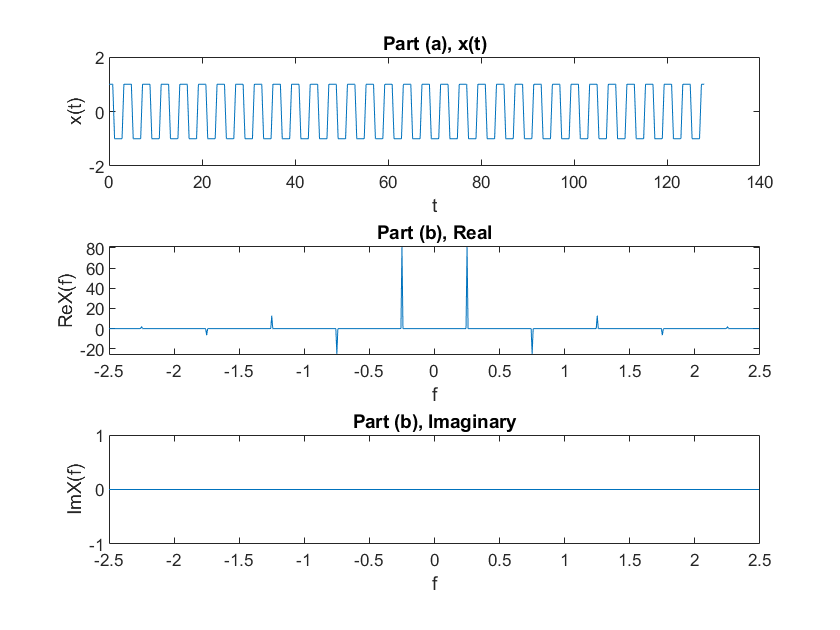 Part (a), x(t)
2
0
-2
x(t)
0 20 40 60 80 100 120 140
t
Part (b), Real
80
60
40
20
0
-20
ReX(f)
-2.5 -2 -1.5 -1 -0.5 0 0.5 1 1.5 2 2.5
f
Part (b), Imaginary
1
0
-1
ImX(f)
-2.5 -2 -1.5 -1 -0.5 0 0.5 1 1.5 2 2.5
f